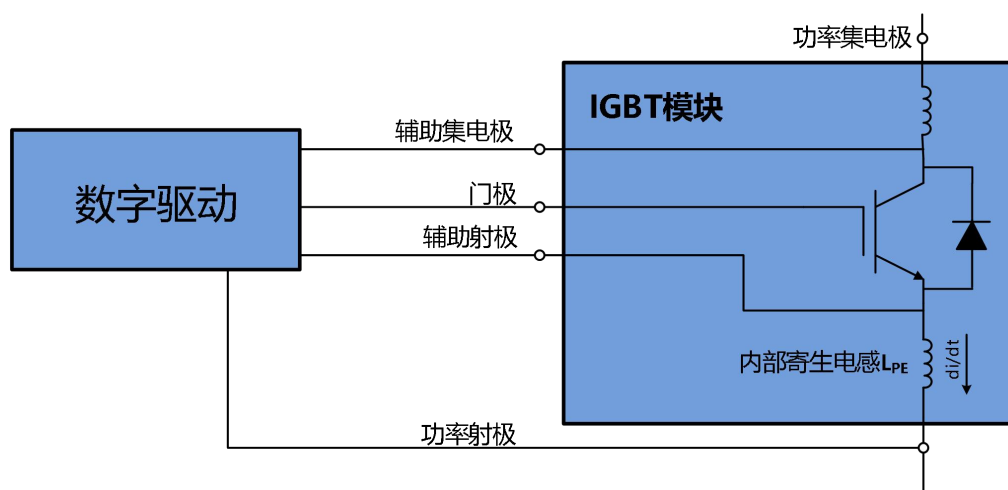 功率集电极
IGBT模块
辅助集电极
数字驱动
门极
辅助射极
内部寄生电感LPE
di/dt
功率射极